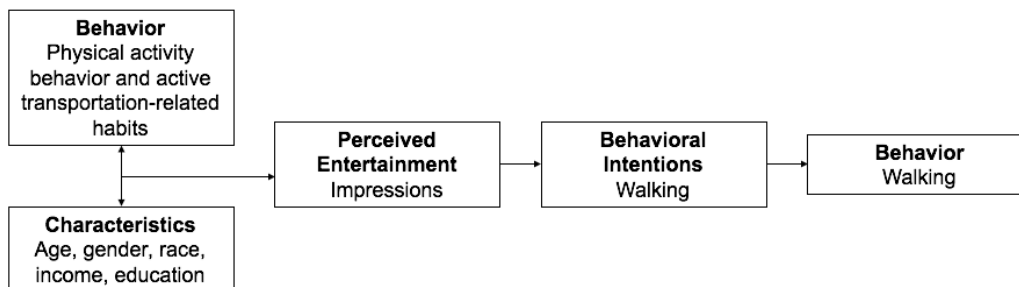 Behavior
Physical activity
behavior and active
transportation-related
habits
Characteristics
Age, gender, race,
income, education
Perceived
Entertainment
Impressions
Behavioral
Intentions
Walking
Behavior
Walking